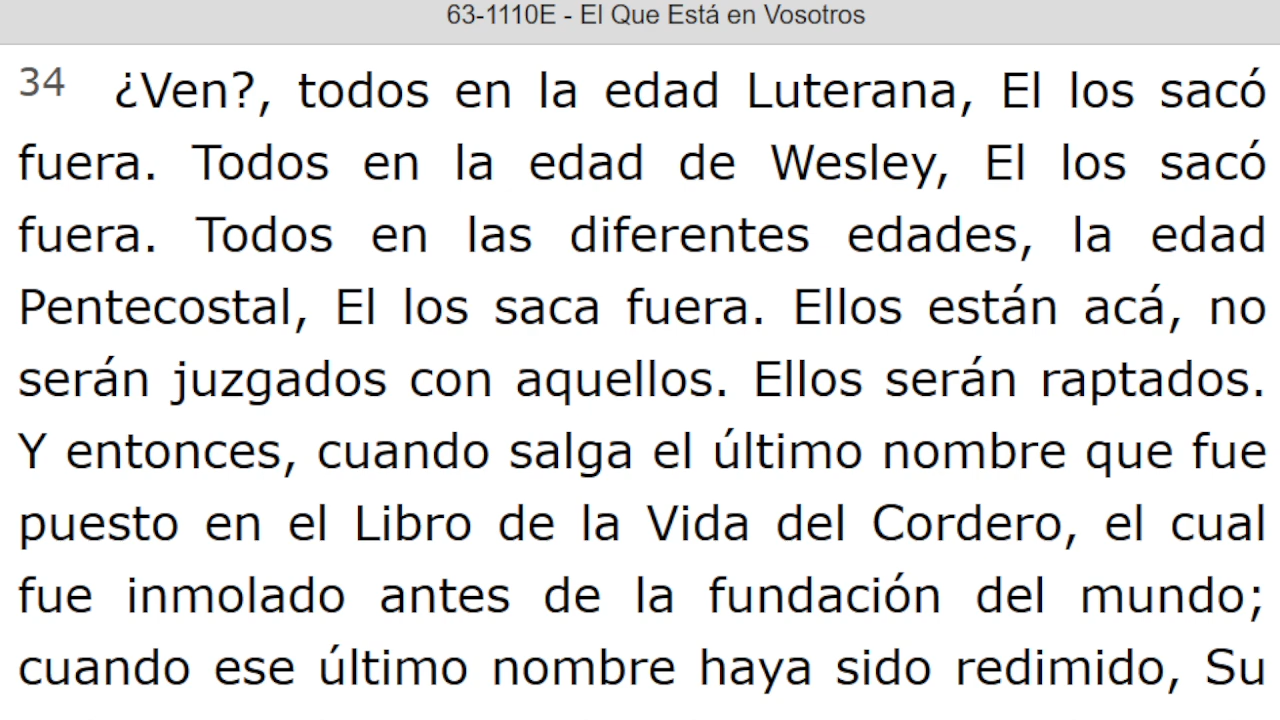 63-1110E - El Que Está en Vosotros
34 ¿Ven?, todos en la edad Luterana, El los sacó
fuera. Todos en la edad de Wesley, El los sacó
fuera. Todos en las diferentes edades, la edad
Pentecostal, El los saca fuera. Ellos están acá, no
serán juzgados con aquellos. Ellos serán raptados.
Y entonces, cuando salga el último nombre que fue
puesto en el Libro de la Vida del Cordero, el cual
fue inmolado antes de la fundación del mundo;
cuando ese último nombre haya sido redimido, Su